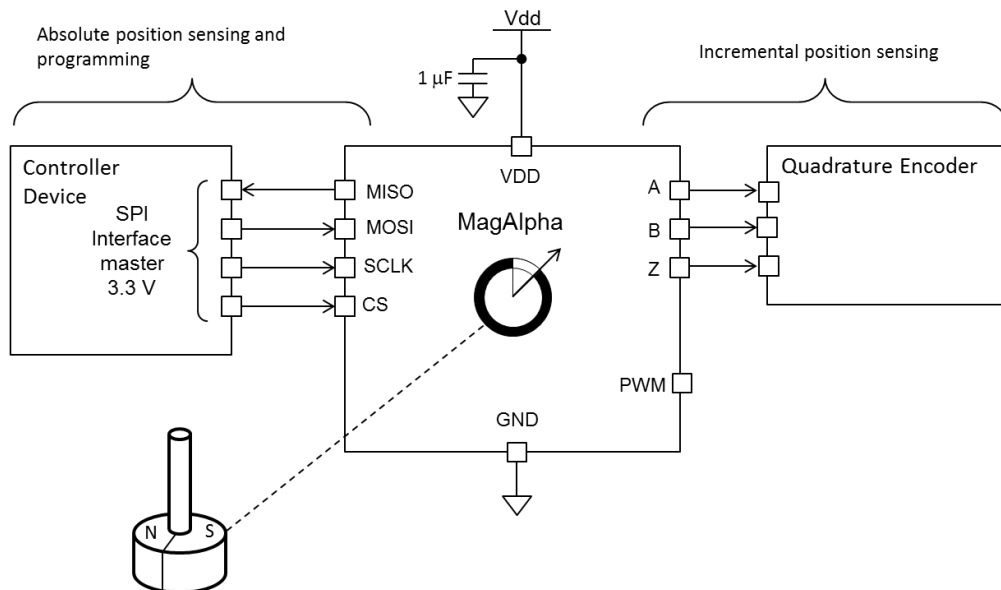 Absolute position sensing and
programming
Vdd
1 μF
Incremental position sensing
Controller
Device
SPI
Interface
master
3.3 V
MISO
MOSI
SCLK
CS
VDD
MagAlpha
A
B
Z
PWM
GND
Quadrature Encoder
N
S